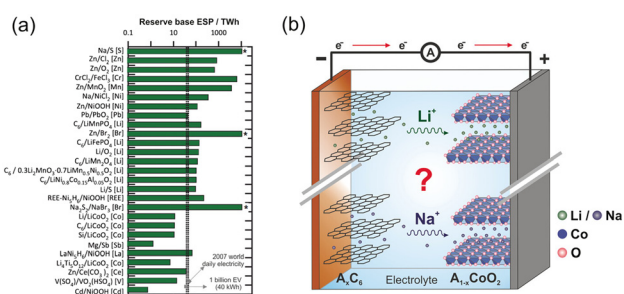 (a)
Reserve base ESP / TWh
0.1 10 1000
Na/S [S]
Zn/Cl₂ [Zn]
Zn/O₂ [Zn]
CrCl₂/FeCl₃ [Cr]
Zn/MnO₂ [Mn]
Na/NiCl₂ [Ni]
Zn/NiOOH [Ni]
Pb/PbO₂ [Pb]
C₆/LiMnPO₄ [Li]
Zn/Br₂ [Br]
C₆/LiFePO₄ [Li]
Li/O₂ [Li]
C₆/LiMn₂O₄ [Li]
C₆ / 0.3Li₂MnO₃·0.7LiMn₀.₅Ni₀.₅O₂ [Li]
C₆/LiNi₀.₈Co₀.₁₅Al₀.₀₅O₂ [Li]
Li/S [Li]
REE-Ni₅H₆/NiOOH [REE]
Na₂S₂/NaBr₃ [Br]
Li/LiCoO₂ [Co]
C₆/LiCoO₂ [Co]
Si/LiCoO₂ [Co]
Mg/Sb [Sb]
LaNi₅H₆/NiOOH [La]
Li₄Ti₅O₁₂/LiCoO₂ [Co]
Zn/Ce(CO₃)₂ [Ce]
V(SO₄)/VO₂(HSO₄) [V]
Cd/NiOOH [Cd]
*
*
*
2007 world
daily electricity
1 billion EV
(40 kWh)
(b)
e⁻ e⁻ A e⁻ e⁻
− +
Li⁺
?
Na⁺
AₓC₆ Electrolyte A₁₋ₓCoO₂
Li / Na
Co
O